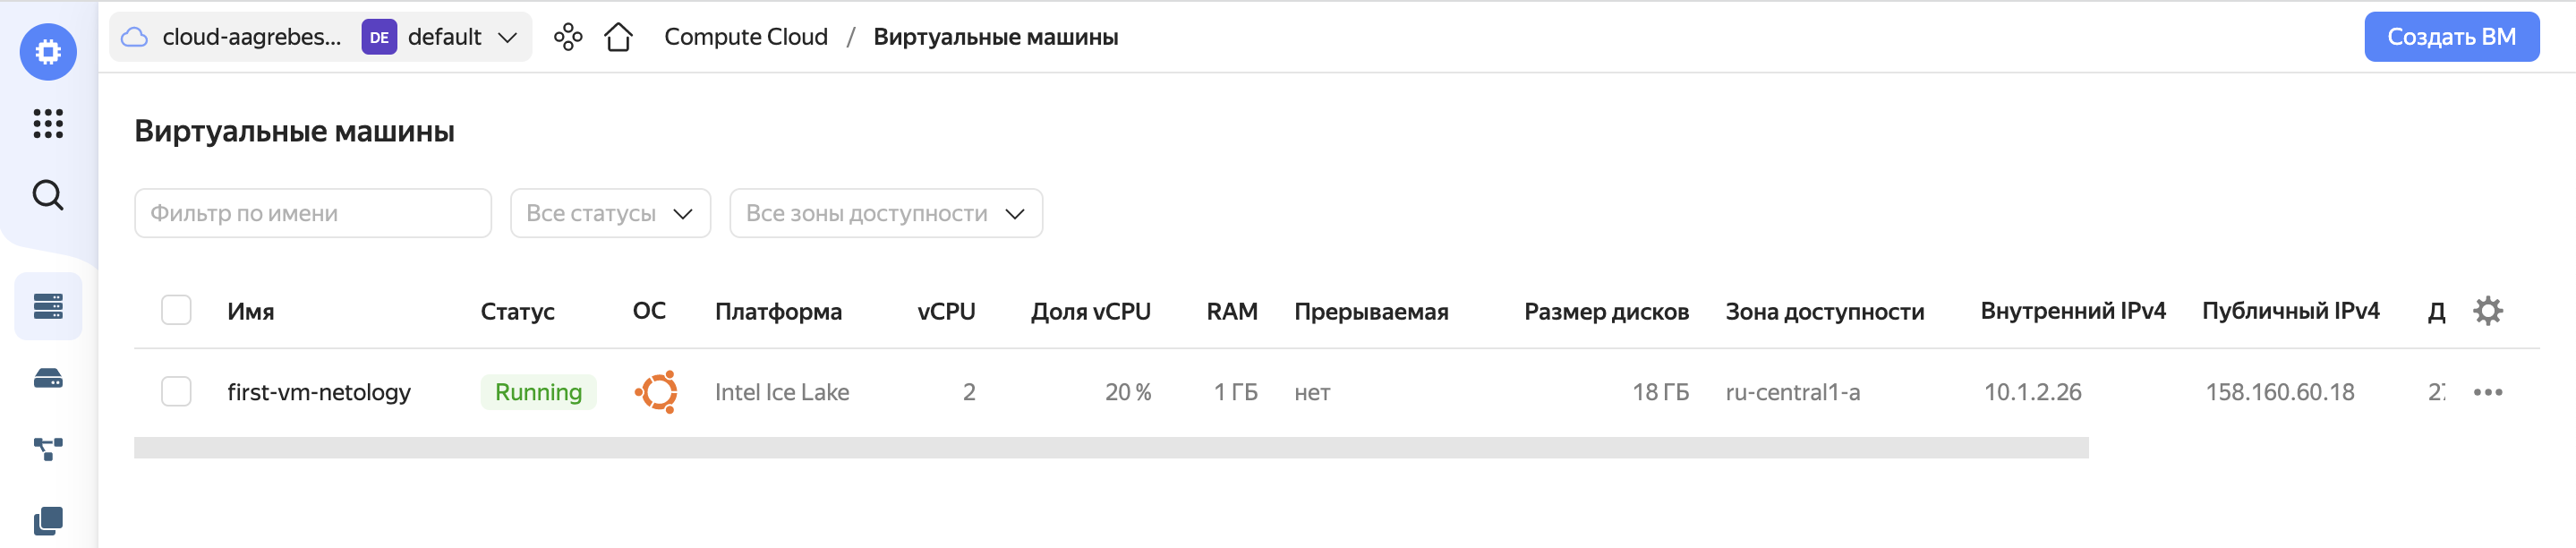 cloud-aagrebes... DE default Compute Cloud / Виртуальные машины Создать ВМ
Виртуальные машины
Фильтр по имени Все статусы Все зоны доступности
Имя Статус ОС Платформа vCPU Доля vCPU RAM Прерываемая Размер дисков Зона доступности Внутренний IPv4 Публичный IPv4 Д
first-vm-netology Running Intel Ice Lake 2 20 % 1 ГБ нет 18 ГБ ru-central1-a 10.1.2.26 158.160.60.18